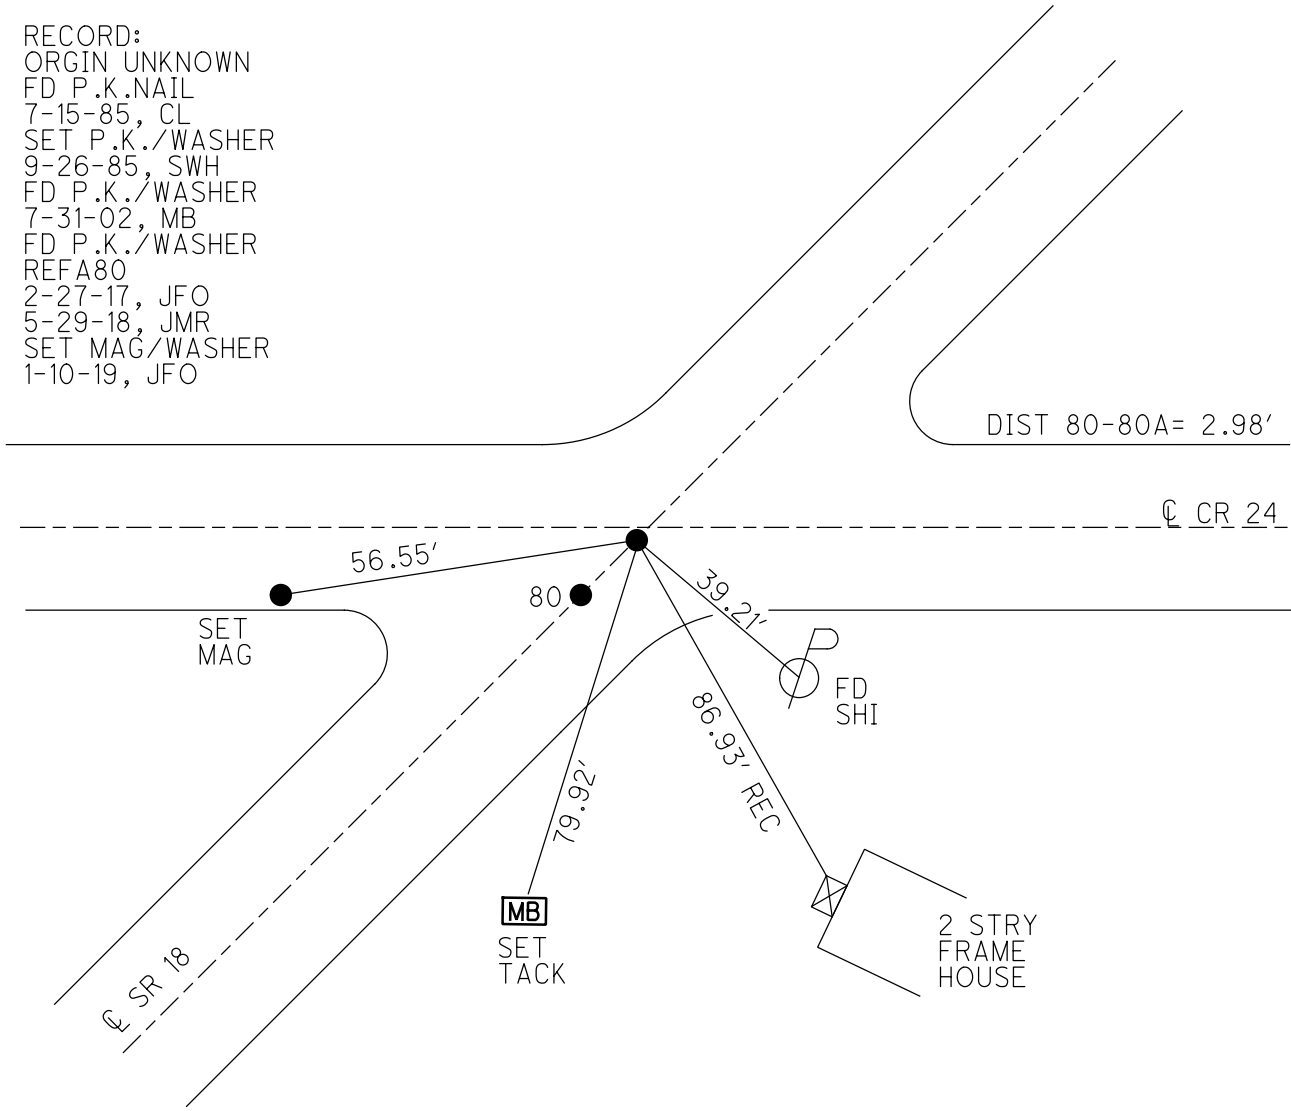 RECORD:
ORGIN UNKNOWN
FD P.K.NAIL
7-15-85, CL
SET P.K./WASHER
9-26-85, SWH
FD P.K./WASHER
7-31-02, MB
FD P.K./WASHER
REFA80
2-27-17, JFO
5-29-18, JMR
SET MAG/WASHER
1-10-19, JFO
DIST 80-80A= 2.98'
℄ CR 24
56.55'
39.21'
80
SET
MAG
FD
SHI
86.93' REC
79.92'
MB
SET
TACK
2 STRY
FRAME
HOUSE
℄ SR 18